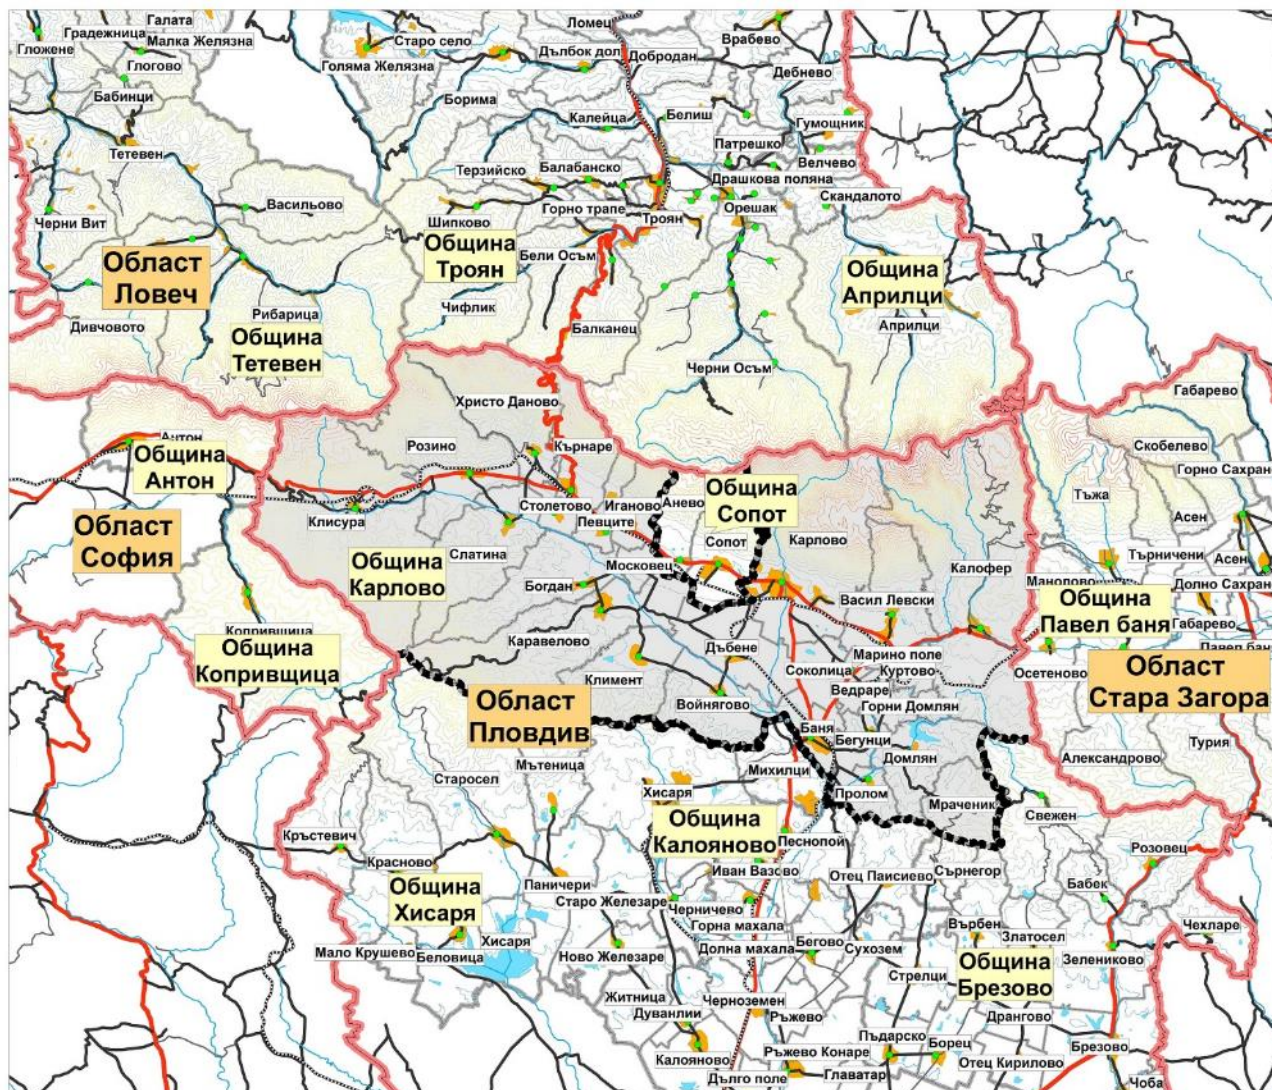 Галата
Градежница
Малка Желязна
Гложене
Глогово
Бабинци
Тетевен
Черни Вит
Васильово
Област
Ловеч
Дивчовото
Рибарица
Община
Тетевен
Старо село
Голяма Желязна
Ломец
Дълбок дол
Добродан
Врабево
Дебнево
Борима
Калейца
Белиш
Гумощник
Патрешко
Велчево
Терзийско
Балабанско
Драшкова поляна
Скандалото
Горно трапе
Троян
Орешак
Шипково
Община
Троян
Бели Осъм
Чифлик
Балканец
Община
Априлци
Априлци
Черни Осъм
Габарево
Скобелево
Горно Сахране
Тъжа
Асен
Търничени
Асен
Манолово
Долно Сахране
Община
Павел баня
Габарево
Павел баня
Осетеново
Област
Стара Загора
Александрово
Турия
Антон
Община
Антон
Област
София
Копривщица
Община
Копривщица
Христо Даново
Розино
Кърнаре
Клисура
Столетово
Иганово
Певците
Анево
Община
Сопот
Сопот
Карлово
Слатина
Московец
Община
Карлово
Богдан
Калофер
Васил Левски
Каравелово
Дъбене
Марино поле
Соколица
Куртово
Климент
Ведраре
Войнягово
Горни Домлян
Област
Пловдив
Баня
Бегунци
Домлян
Михилци
Пролом
Мраченик
Свежен
Мътеница
Старосел
Хисаря
Община
Калояново
Песнопой
Кръстевич
Красново
Паничери
Иван Вазово
Отец Паисиево
Сърнегор
Розовец
Бабек
Община
Хисаря
Старо Железаре
Черничево
Горна махала
Върбен
Златосел
Чехларе
Хисаря
Мало Крушево
Беловица
Ново Железаре
Долна махала
Бегово
Сухозем
Зелениково
Стрелци
Община
Брезово
Житница
Черноземен
Дуванлии
Ръжево
Дрангово
Пъдарско
Борец
Брезово
Калояново
Ръжево Конаре
Отец Кирилово
Дълго поле
Главатар
Чоба